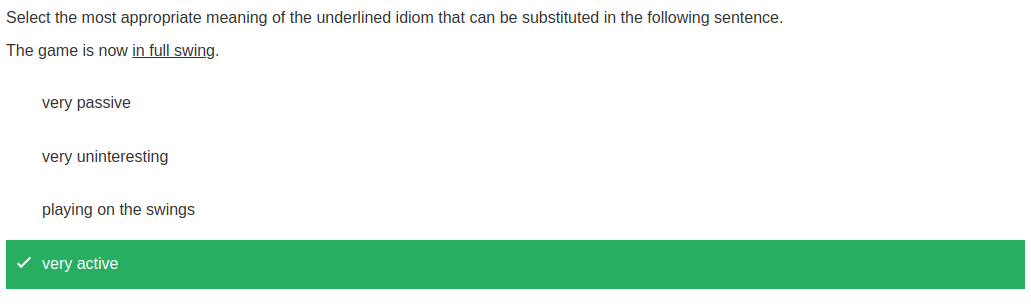 Select the most appropriate meaning of the underlined idiom that can be substituted in the following sentence.
The game is now in full swing.
very passive
very uninteresting
playing on the swings
very active